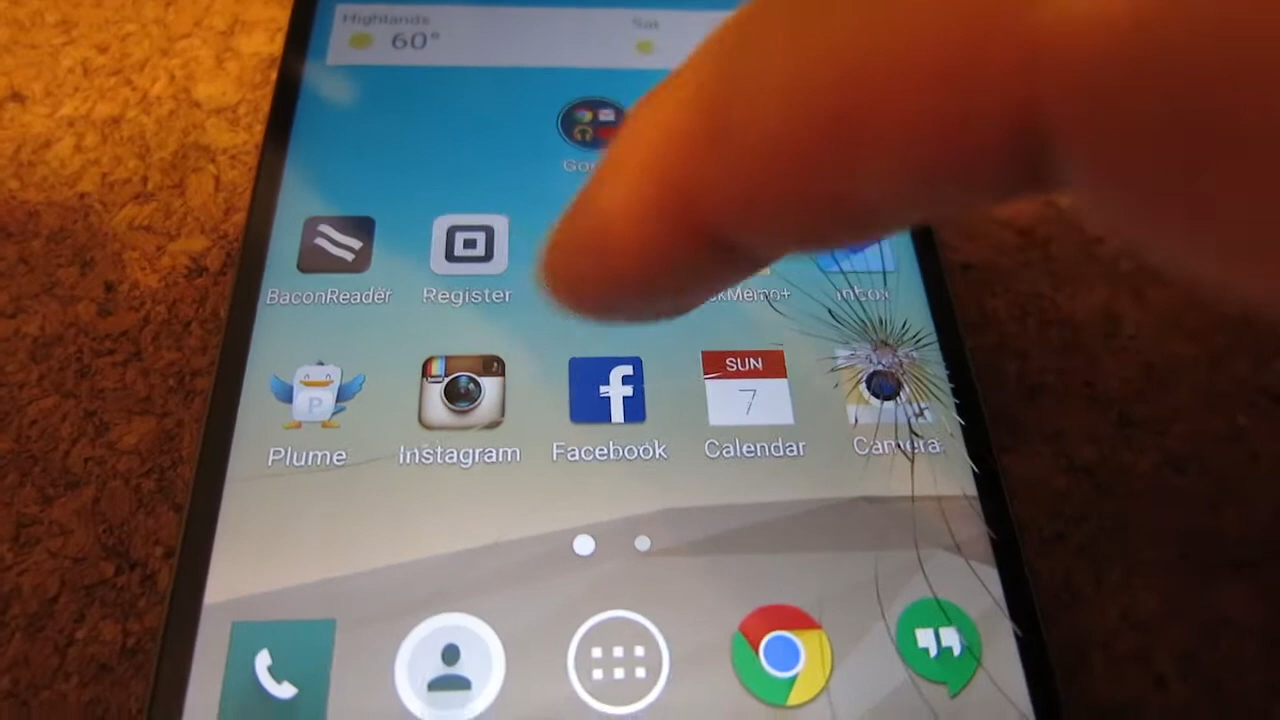 Highlands
Sat
60°
BaconReader
Register
Inbox
SUN
7
P
Plume
Instagram
Facebook
Calendar
Camera